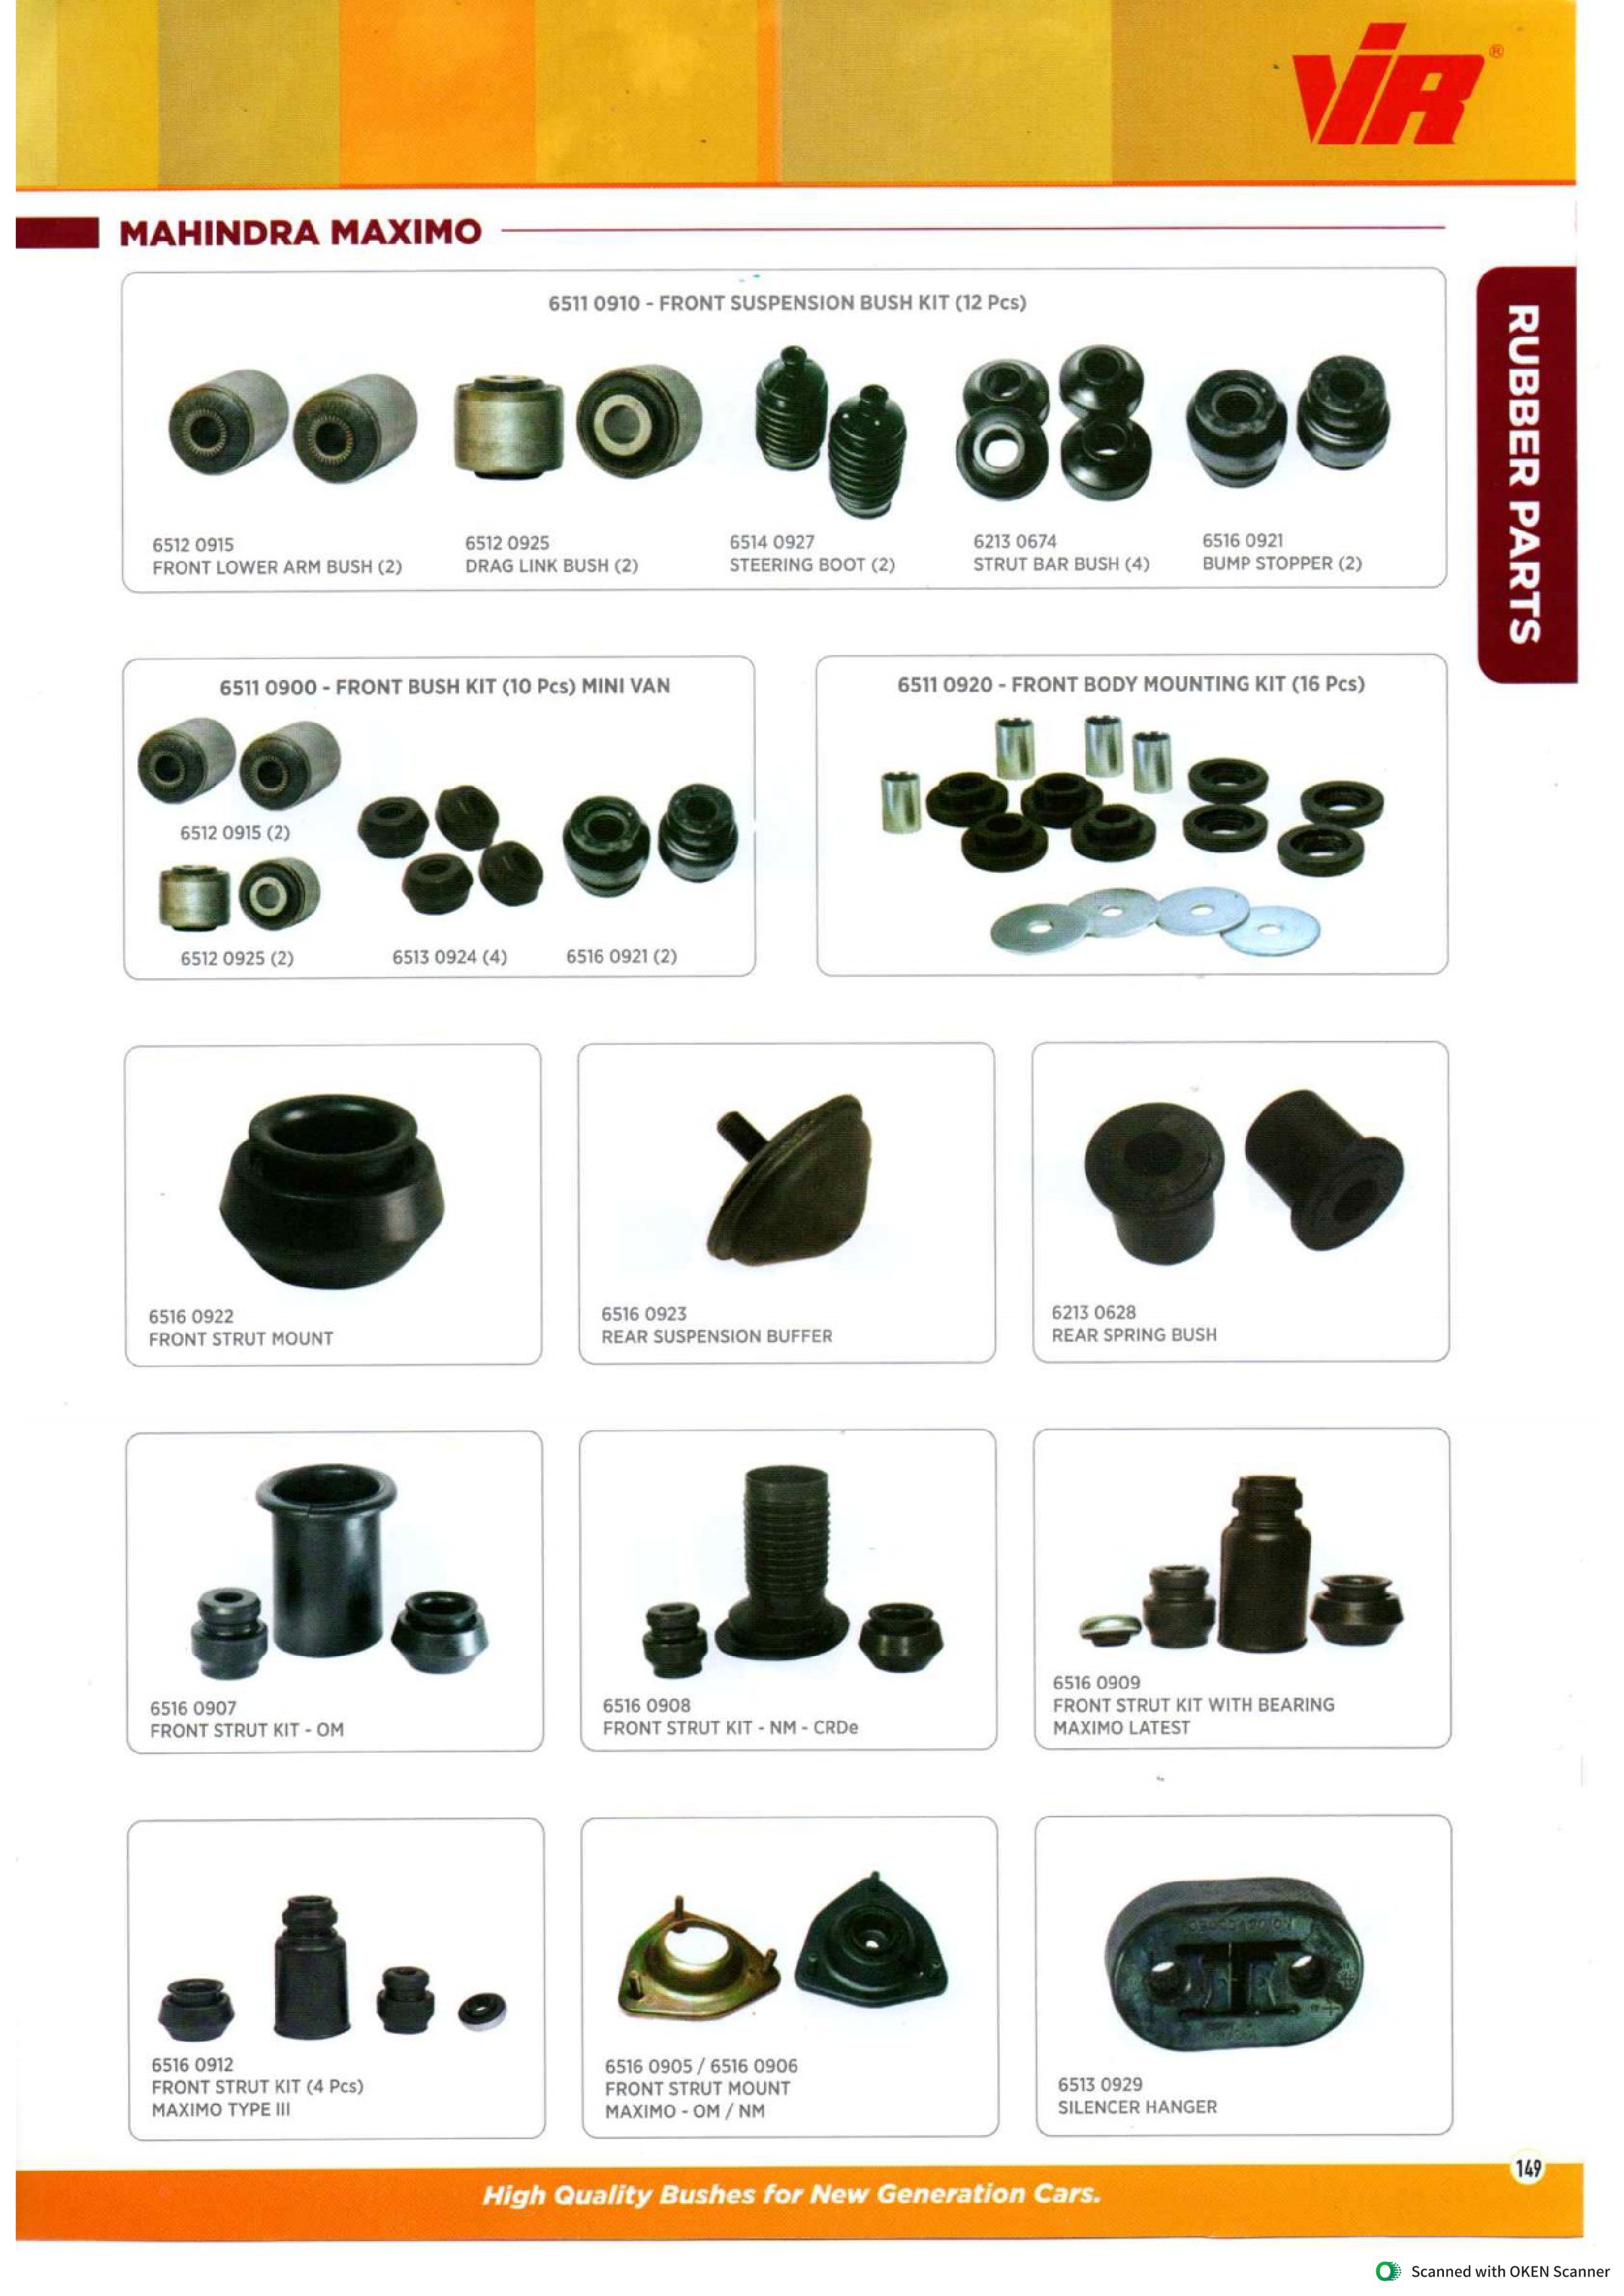 VIR®
MAHINDRA MAXIMO
RUBBER PARTS
6511 0910 - FRONT SUSPENSION BUSH KIT (12 Pcs)
6512 0915
FRONT LOWER ARM BUSH (2)
6512 0925
DRAG LINK BUSH (2)
6514 0927
STEERING BOOT (2)
6213 0674
STRUT BAR BUSH (4)
6516 0921
BUMP STOPPER (2)
6511 0900 - FRONT BUSH KIT (10 Pcs) MINI VAN
6512 0915 (2)
6512 0925 (2)
6513 0924 (4)
6516 0921 (2)
6511 0920 - FRONT BODY MOUNTING KIT (16 Pcs)
6516 0922
FRONT STRUT MOUNT
6516 0923
REAR SUSPENSION BUFFER
6213 0628
REAR SPRING BUSH
6516 0907
FRONT STRUT KIT - OM
6516 0908
FRONT STRUT KIT - NM - CRDe
6516 0909
FRONT STRUT KIT WITH BEARING
MAXIMO LATEST
6516 0912
FRONT STRUT KIT (4 Pcs)
MAXIMO TYPE III
6516 0905 / 6516 0906
FRONT STRUT MOUNT
MAXIMO - OM / NM
6513 0929
SILENCER HANGER
149
High Quality Bushes for New Generation Cars.
Scanned with OKEN Scanner